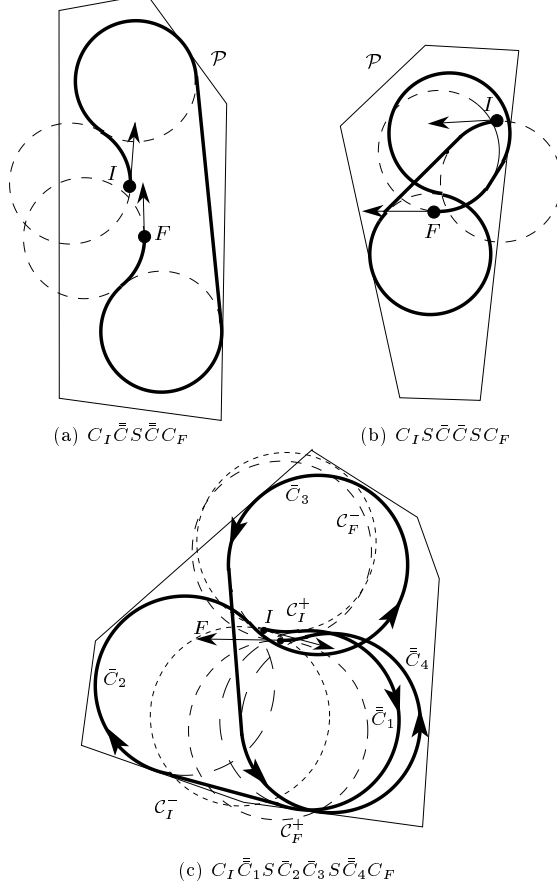 𝒫
I
F
(a) C_I C̿ S C̿ C_F
𝒫
I
F
(b) C_I S C̄ C̄ S C_F
C̄_3
𝒞_F^-
I
𝒞_I^+
F
C̿_4
C̄_2
C̿_1
𝒞_I^-
𝒞_F^+
(c) C_I C̿_1 S C̄_2 C̄_3 S C̿_4 C_F